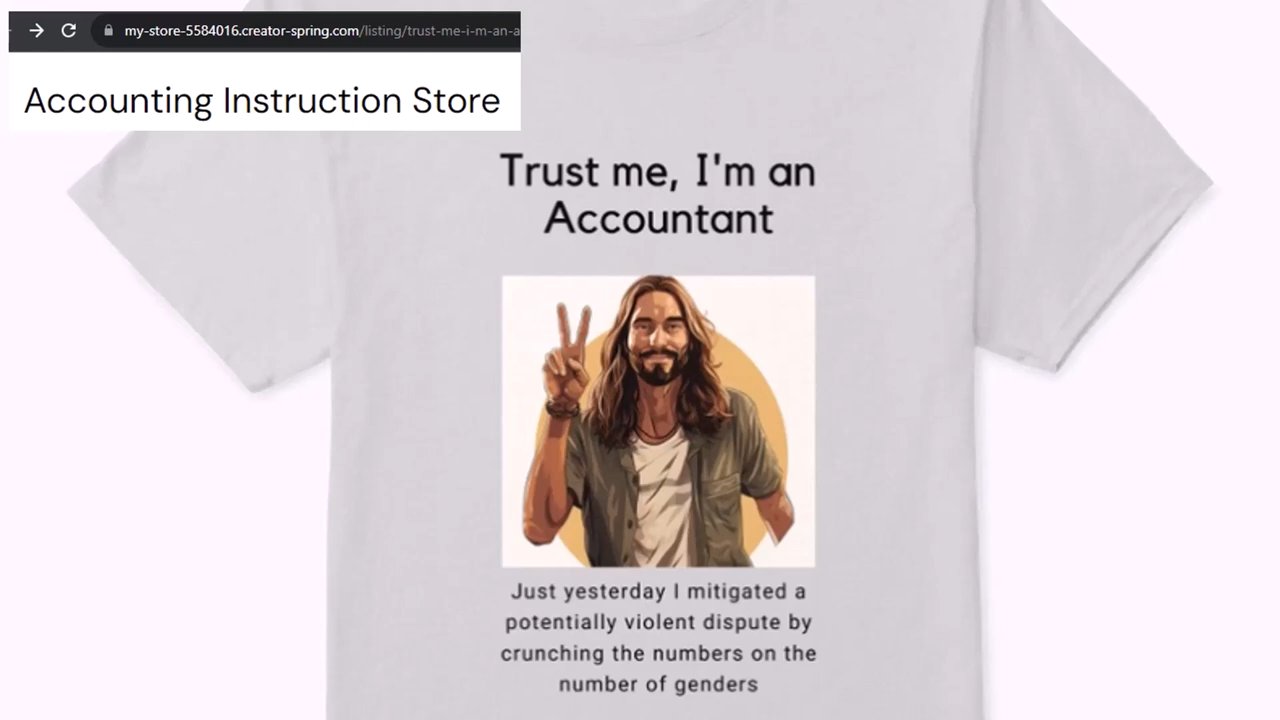 my-store-5584016.creator-spring.com/listing/trust-me-i-m-an-a
Accounting Instruction Store
Trust me, I'm an
Accountant
Just yesterday I mitigated a
potentially violent dispute by
crunching the numbers on the
number of genders